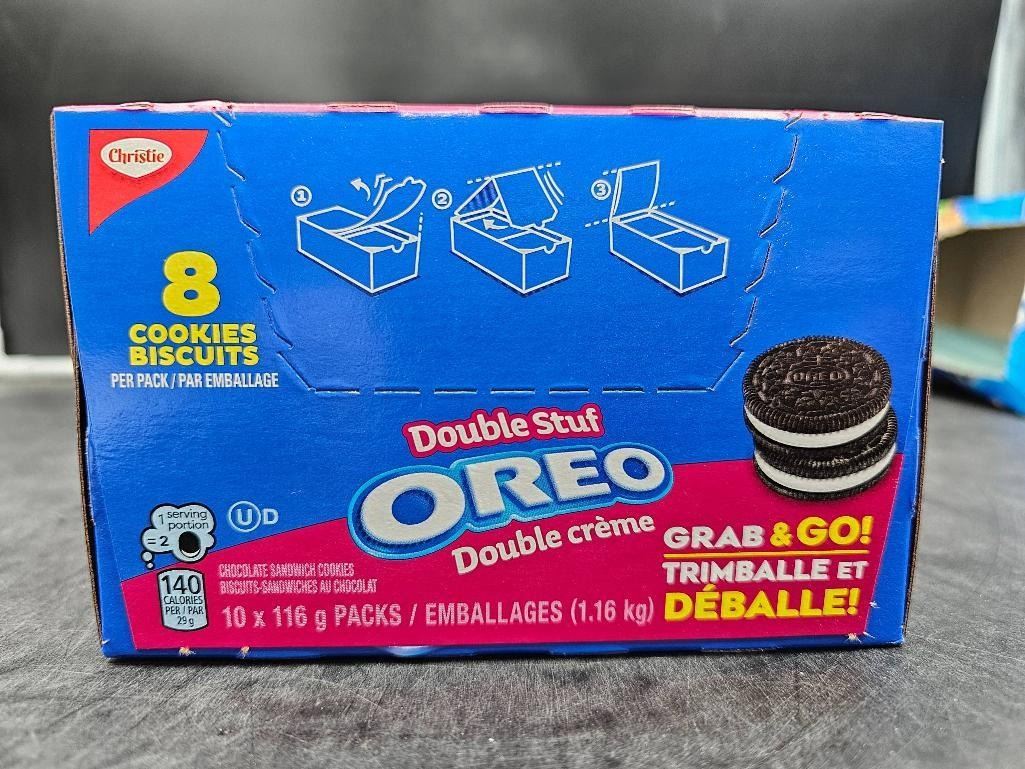 Christie
1
2
3
8
COOKIES
BISCUITS
PER PACK / PAR EMBALLAGE
OREO
Double Stuf
OREO
Double crème
1 serving
portion
= 2
U D
140
CALORIES
PER / PAR
29 g
CHOCOLATE SANDWICH COOKIES
BISCUITS-SANDWICHES AU CHOCOLAT
10 x 116 g PACKS / EMBALLAGES (1.16 kg)
GRAB & GO!
TRIMBALLE ET
DÉBALLE!